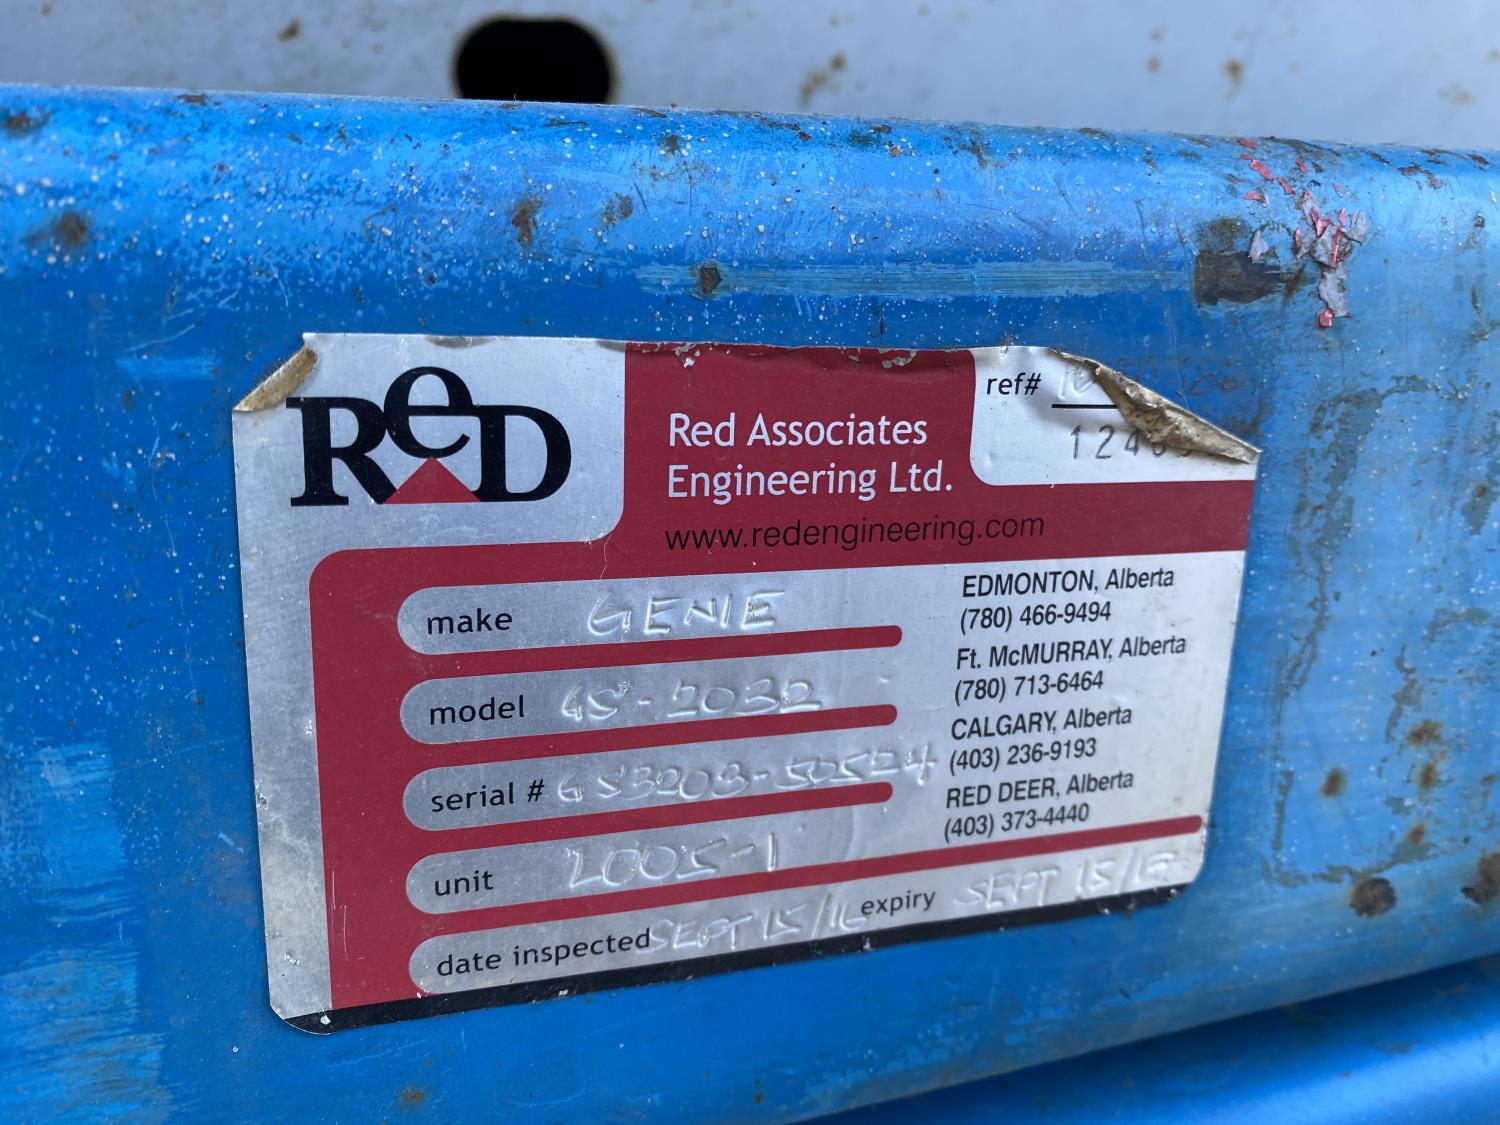 ReD
Red Associates
Engineering Ltd.
www.redengineering.com
ref#
make GENIE
model GS-2032
serial # GS3203-50524
unit 2005-1
date inspected SEPT 15/16 expiry SEPT 15/17
EDMONTON, Alberta
(780) 466-9494
Ft. McMURRAY, Alberta
(780) 713-6464
CALGARY, Alberta
(403) 236-9193
RED DEER, Alberta
(403) 373-4440